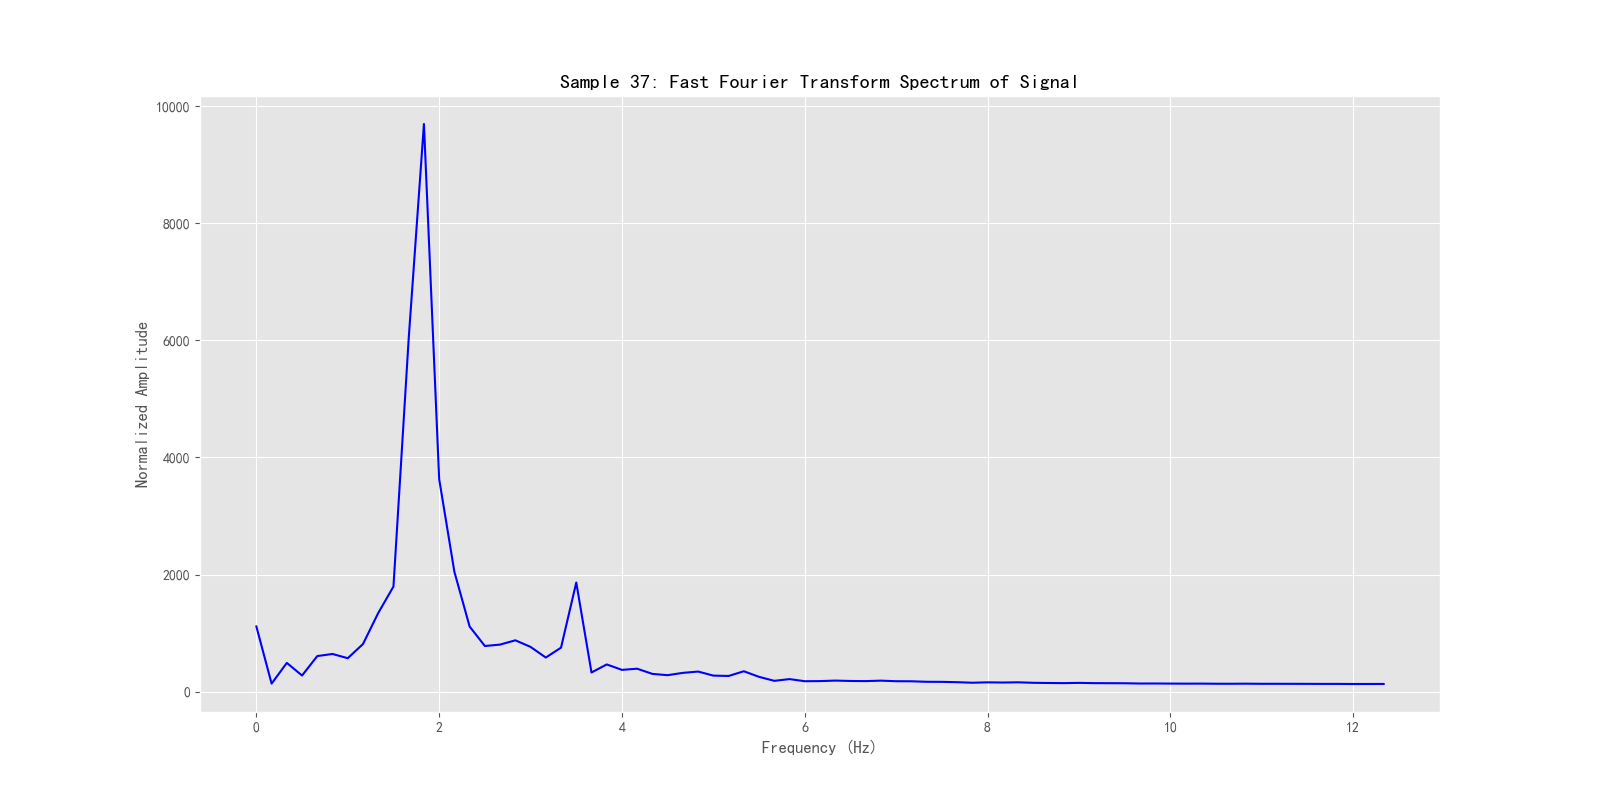 Sample 37: Fast Fourier Transform Spectrum of Signal
10000
8000
6000
4000
2000
0
Normalized Amplitude
0 2 4 6 8 10 12
Frequency (Hz)